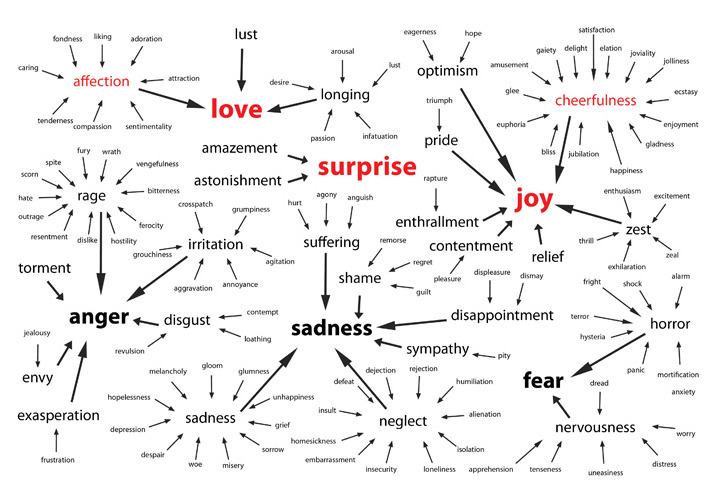 satisfaction
liking
fondness
adoration
lust
eagerness
hope
delight
elation
gaiety
joviality
arousal
amusement
jolliness
caring
affection
attraction
desire
lust
optimism
longing
glee
cheerfulness
ecstasy
triumph
love
tenderness
compassion
sentimentality
passion
infatuation
pride
euphoria
enjoyment
gladness
bliss
jubilation
happiness
amazement
surprise
astonishment
rapture
joy
fury
wrath
spite
vengefulness
scorn
rage
bitterness
hate
outrage
ferocity
resentment
dislike
hostility
crosspatch
grumpiness
irritation
grouchiness
agitation
aggravation
annoyance
hurt
agony
anguish
suffering
remorse
enthrallment
contentment
pleasure
relief
enthusiasm
excitement
zest
thrill
zeal
exhilaration
torment
shame
regret
guilt
displeasure
dismay
fright
shock
alarm
anger
disgust
contempt
loathing
revulsion
sadness
disappointment
terror
horror
hysteria
panic
mortification
anxiety
jealousy
envy
sympathy
pity
fear
exasperation
frustration
melancholy
gloom
glumness
hopelessness
unhappiness
sadness
grief
depression
sorrow
despair
woe
misery
defeat
dejection
rejection
humiliation
insult
neglect
alienation
homesickness
isolation
embarrassment
insecurity
loneliness
dread
nervousness
worry
apprehension
tenseness
uneasiness
distress